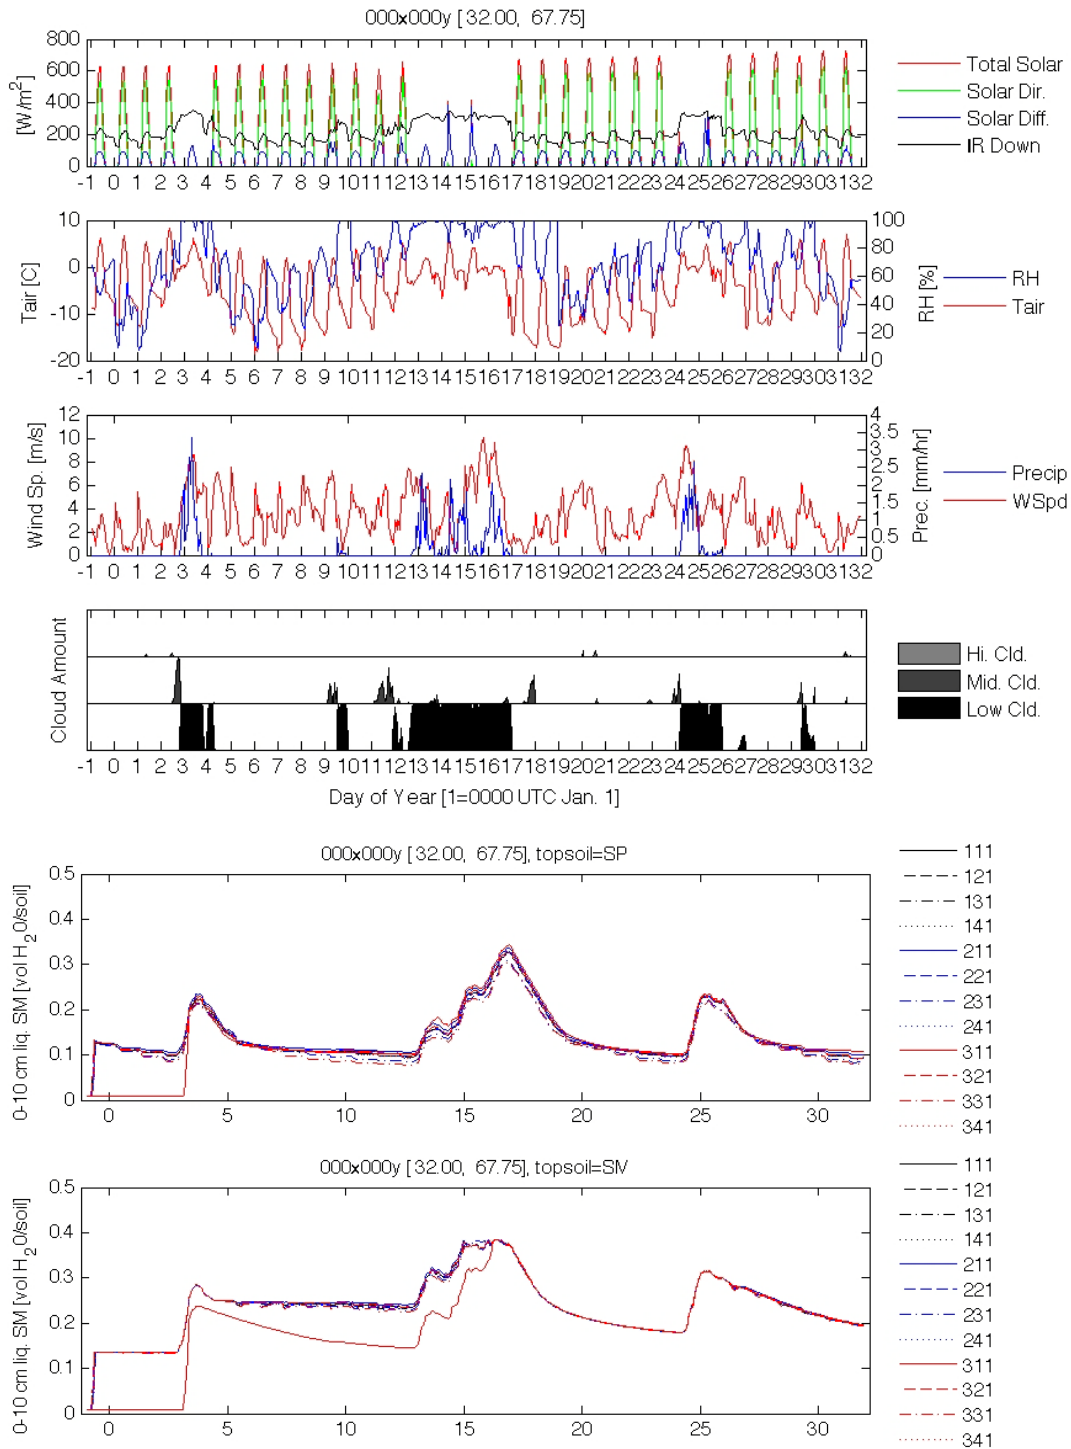 000x000y [32.00, 67.75]
800
600
400
200
0
[W/m2]
-1 0 1 2 3 4 5 6 7 8 9 10 11 12 13 14 15 16 17 18 19 20 21 22 23 24 25 26 27 28 29 30 31 32
Total Solar
Solar Dir.
Solar Diff.
IR Down
10
0
-10
-20
Tair [C]
100
80
60
40
20
0
RH [%]
-1 0 1 2 3 4 5 6 7 8 9 10 11 12 13 14 15 16 17 18 19 20 21 22 23 24 25 26 27 28 29 30 31 32
RH
Tair
12
10
8
6
4
2
0
Wind Sp. [m/s]
4
3.5
3
2.5
2
1.5
1
0.5
0
Prec. [mm/hr]
-1 0 1 2 3 4 5 6 7 8 9 10 11 12 13 14 15 16 17 18 19 20 21 22 23 24 25 26 27 28 29 30 31 32
Precip
WSpd
Cloud Amount
-1 0 1 2 3 4 5 6 7 8 9 10 11 12 13 14 15 16 17 18 19 20 21 22 23 24 25 26 27 28 29 30 31 32
Day of Year [1=0000 UTC Jan. 1]
Hi. Cld.
Mid. Cld.
Low Cld.
000x000y [32.00, 67.75], topsoil=SP
0.5
0.4
0.3
0.2
0.1
0
0-10 cm liq. SM [vol H2O/soil]
0 5 10 15 20 25 30
111
121
131
141
211
221
231
241
311
321
331
341
000x000y [32.00, 67.75], topsoil=SM
0.5
0.4
0.3
0.2
0.1
0
0-10 cm liq. SM [vol H2O/soil]
0 5 10 15 20 25 30
111
121
131
141
211
221
231
241
311
321
331
341